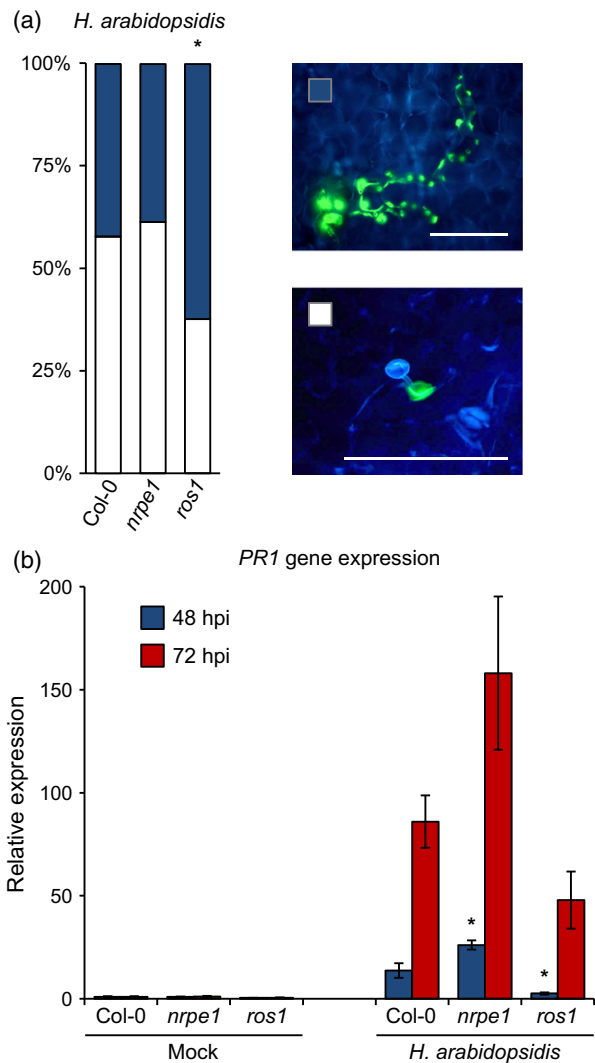 (a) H. arabidopsidis
*
100%
75%
50%
25%
0%
Col-0
nrpe1
ros1
(b) PR1 gene expression
200
150
100
50
0
Relative expression
48 hpi
72 hpi
*
*
Col-0 nrpe1 ros1 Col-0 nrpe1 ros1
Mock H. arabidopsidis